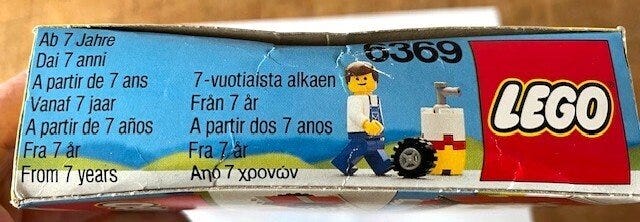 Ab 7 Jahre
Dai 7 anni
A partir de 7 ans
Vanaf 7 jaar
A partir de 7 años
Fra 7 år
From 7 years
7-vuotiaista alkaen
Från 7 år
A partir dos 7 anos
Fra 7 år
Από 7 χρονών
6369
LEGO